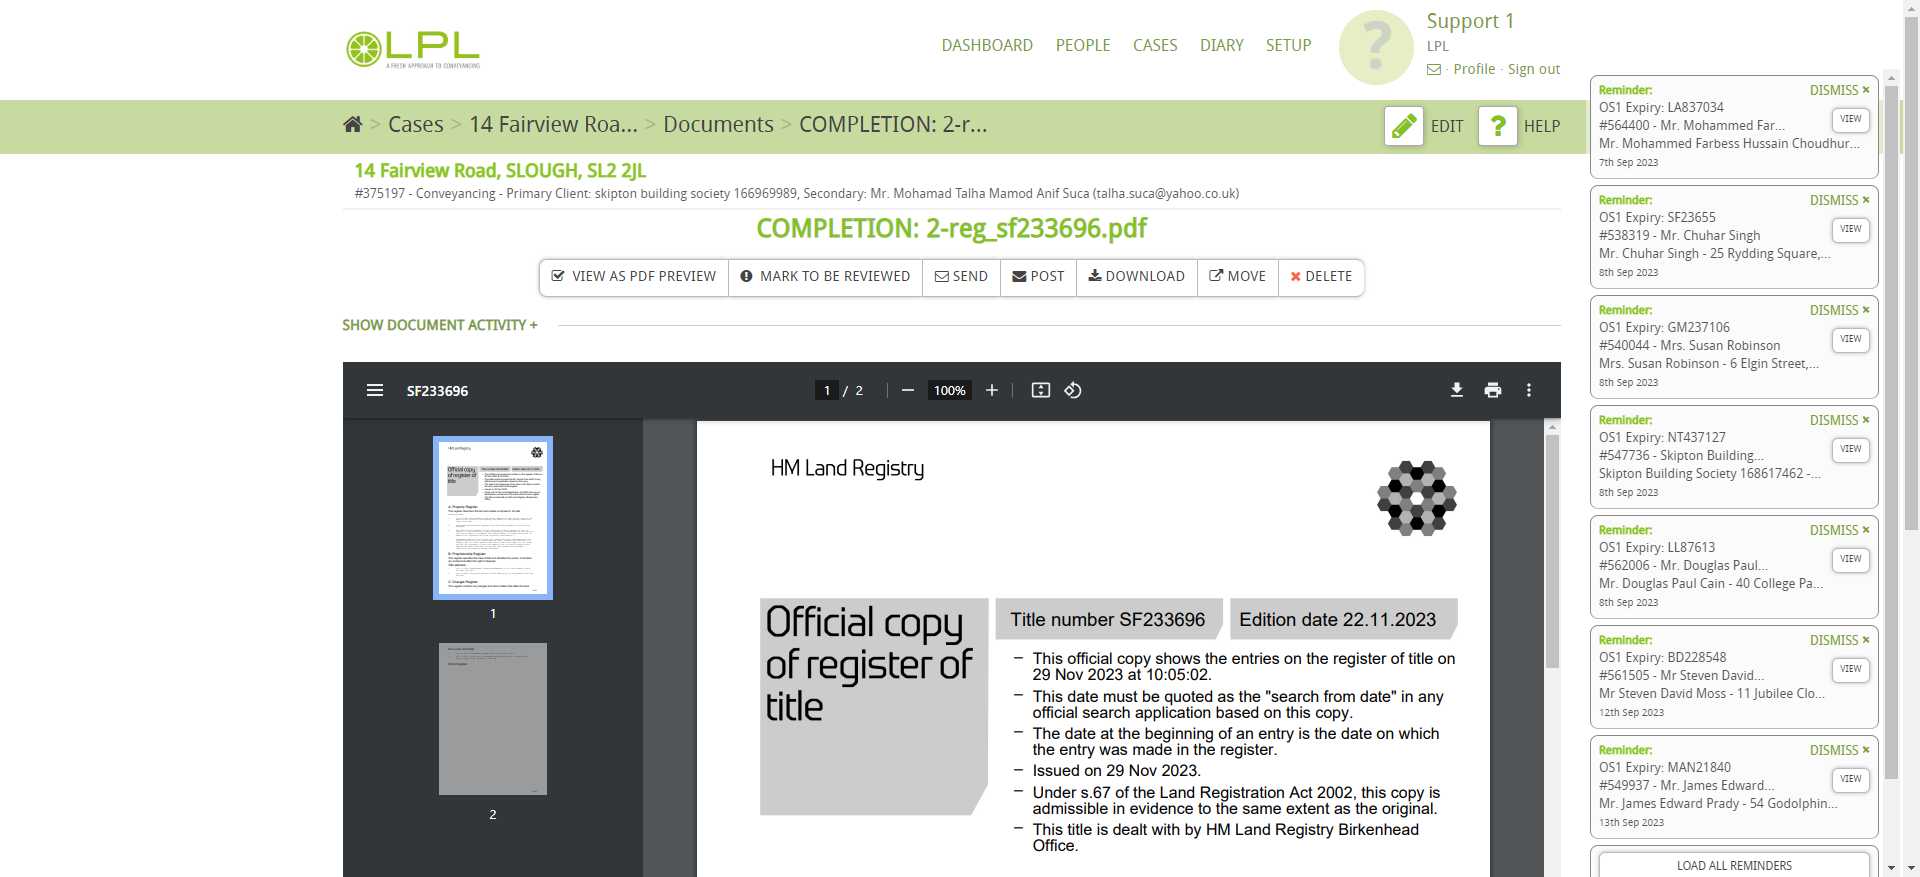 LPL
A FRESH APPROACH TO CONVEYANCING
DASHBOARD PEOPLE CASES DIARY SETUP
Support 1
LPL
· Profile · Sign out
> Cases > 14 Fairview Roa... > Documents > COMPLETION: 2-r...
EDIT
HELP
14 Fairview Road, SLOUGH, SL2 2JL
#375197 - Conveyancing - Primary Client: skipton building society 166969989, Secondary: Mr. Mohamad Talha Mamod Anif Suca (talha.suca@yahoo.co.uk)
COMPLETION: 2-reg_sf233696.pdf
VIEW AS PDF PREVIEW MARK TO BE REVIEWED SEND POST DOWNLOAD MOVE DELETE
SHOW DOCUMENT ACTIVITY +
SF233696
1 / 2
100%
1
2
HM Land Registry
Official copy
of register of
title
Title number SF233696
Edition date 22.11.2023
– This official copy shows the entries on the register of title on
29 Nov 2023 at 10:05:02.
– This date must be quoted as the "search from date" in any
official search application based on this copy.
– The date at the beginning of an entry is the date on which
the entry was made in the register.
– Issued on 29 Nov 2023.
– Under s.67 of the Land Registration Act 2002, this copy is
admissible in evidence to the same extent as the original.
– This title is dealt with by HM Land Registry Birkenhead
Office.
Reminder: DISMISS ×
OS1 Expiry: LA837034
#564400 - Mr. Mohammed Far...
VIEW
Mr. Mohammed Farbess Hussain Choudhur...
7th Sep 2023
Reminder: DISMISS ×
OS1 Expiry: SF23655
#538319 - Mr. Chuhar Singh
VIEW
Mr. Chuhar Singh - 25 Rydding Square,...
8th Sep 2023
Reminder: DISMISS ×
OS1 Expiry: GM237106
#540044 - Mrs. Susan Robinson
VIEW
Mrs. Susan Robinson - 6 Elgin Street,...
8th Sep 2023
Reminder: DISMISS ×
OS1 Expiry: NT437127
#547736 - Skipton Building...
VIEW
Skipton Building Society 168617462 -...
8th Sep 2023
Reminder: DISMISS ×
OS1 Expiry: LL87613
#562006 - Mr. Douglas Paul...
VIEW
Mr. Douglas Paul Cain - 40 College Pa...
8th Sep 2023
Reminder: DISMISS ×
OS1 Expiry: BD228548
#561505 - Mr Steven David...
VIEW
Mr Steven David Moss - 11 Jubilee Clo...
12th Sep 2023
Reminder: DISMISS ×
OS1 Expiry: MAN21840
#549937 - Mr. James Edward...
VIEW
Mr. James Edward Prady - 54 Godolphin...
13th Sep 2023
LOAD ALL REMINDERS